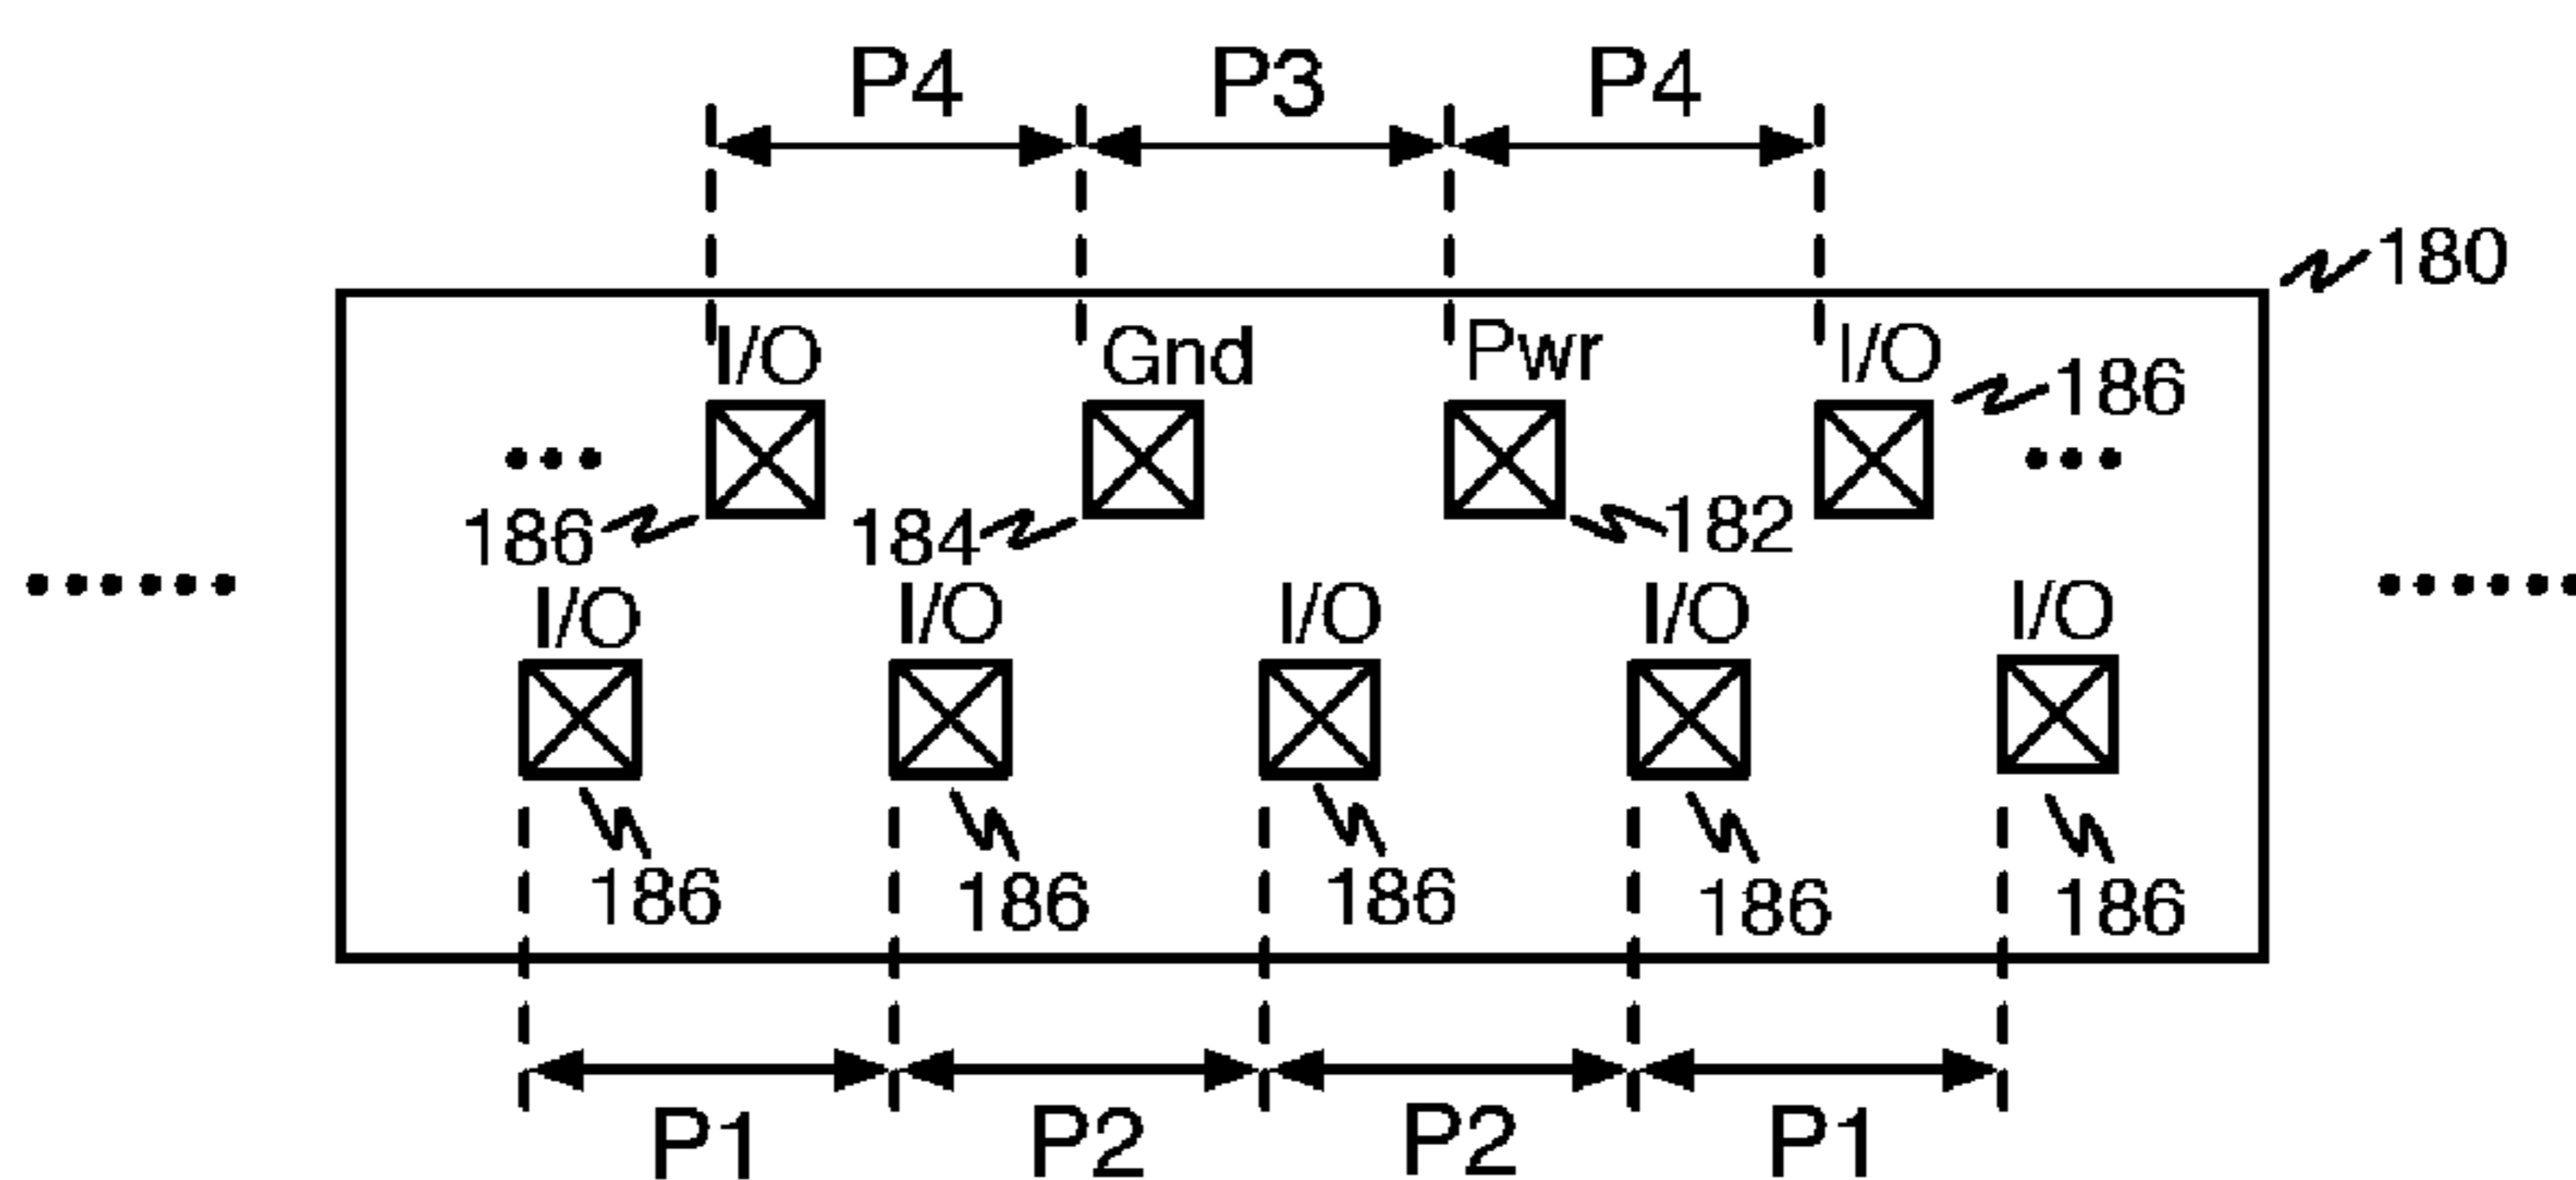 P4 P3 P4
180
I/O Gnd Pwr I/O
186
... ...
186 184 182
...... ......
I/O I/O I/O I/O I/O
186 186 186 186 186
P1 P2 P2 P1